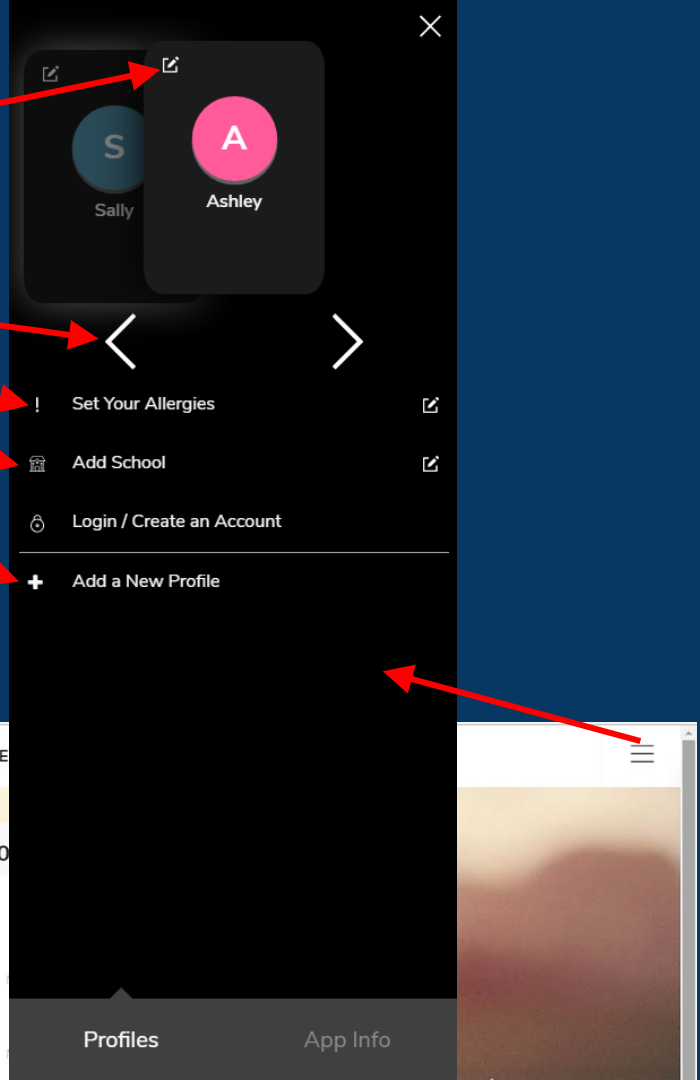 S
Sally
A
Ashley
! Set Your Allergies
Add School
Login / Create an Account
Add a New Profile
E
Profiles
App Info